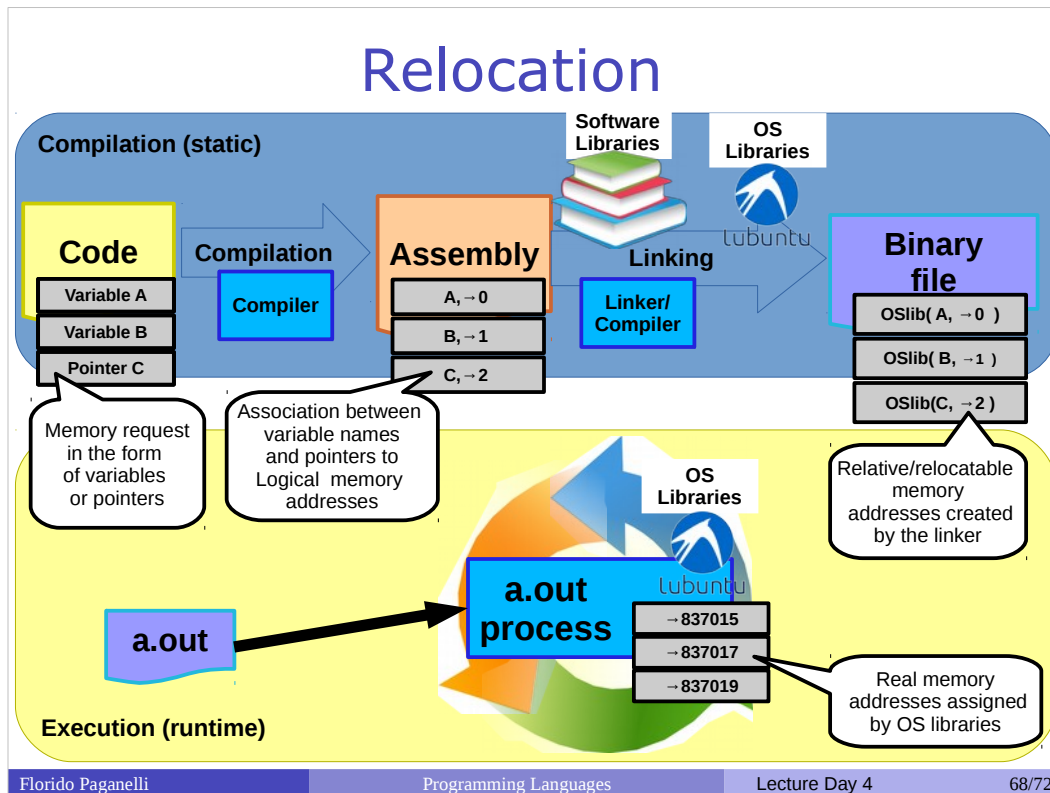 Relocation
Compilation (static)
Software
Libraries
OS
Libraries
Lubuntu
Code
Variable A
Variable B
Pointer C
Compilation
Compiler
Assembly
A,→0
B,→1
C,→2
Linking
Linker/
Compiler
Binary
file
OSlib( A, →0 )
OSlib( B, →1 )
OSlib(C, →2 )
Memory request
in the form
of variables
or pointers
Association between
variable names
and pointers to
Logical memory
addresses
Relative/relocatable
memory
addresses created
by the linker
OS
Libraries
Lubuntu
a.out
a.out
process
→837015
→837017
→837019
Real memory
addresses assigned
by OS libraries
Execution (runtime)
Florido Paganelli
Programming Languages
Lecture Day 4
68/72